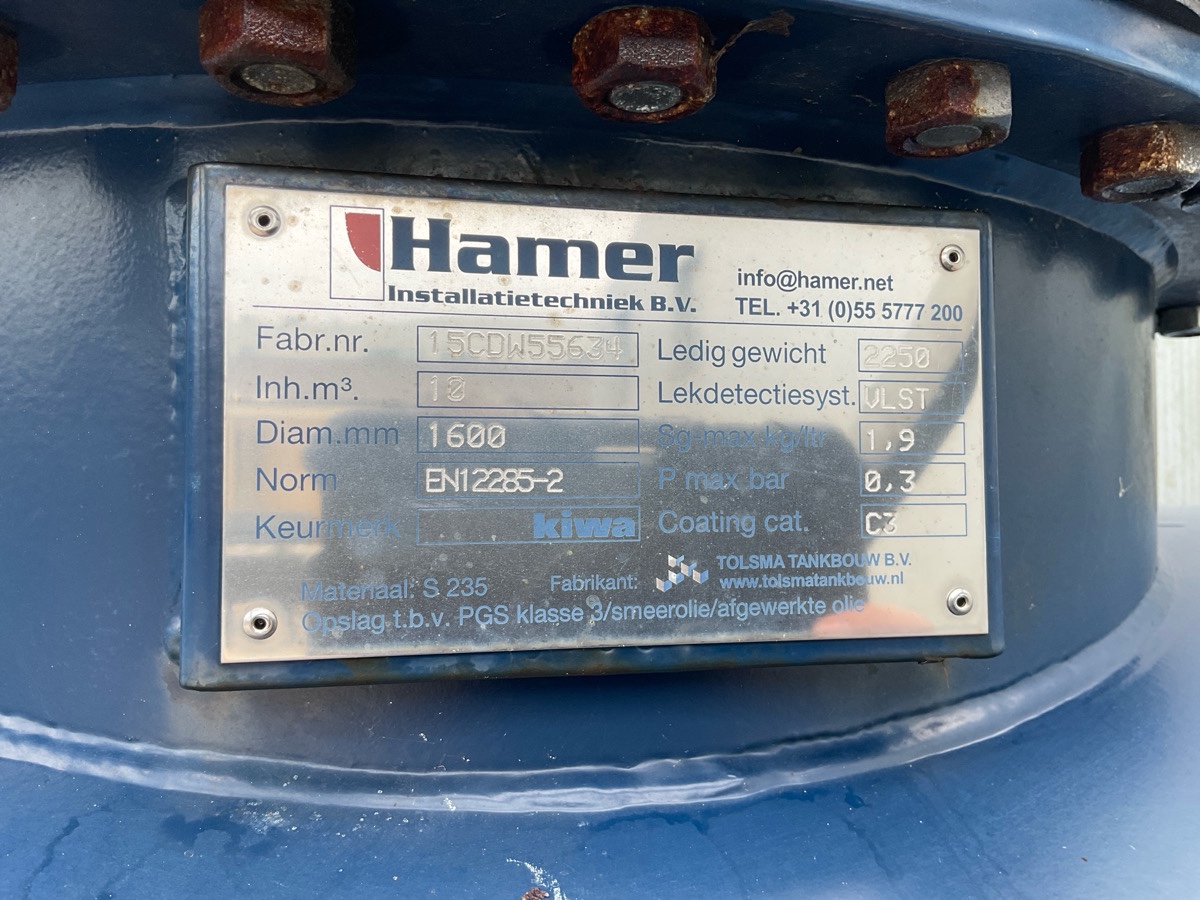 Hamer
Installatietechniek B.V.
info@hamer.net
TEL. +31 (0)55 5777 200
Fabr.nr. 15CDW55634 Ledig gewicht 2250
Inh.m³. 10 Lekdetectiesyst. VLST
Diam.mm 1600 Sg max kg/ltr 1,9
Norm EN12285-2 P max bar 0,3
Keurmerk kiwa Coating cat. C3
Materiaal: S 235 Fabrikant: TOLSMA TANKBOUW B.V.
www.tolsmatankbouw.nl
Opslag t.b.v. PGS klasse 3/smeerolie/afgewerkte olie